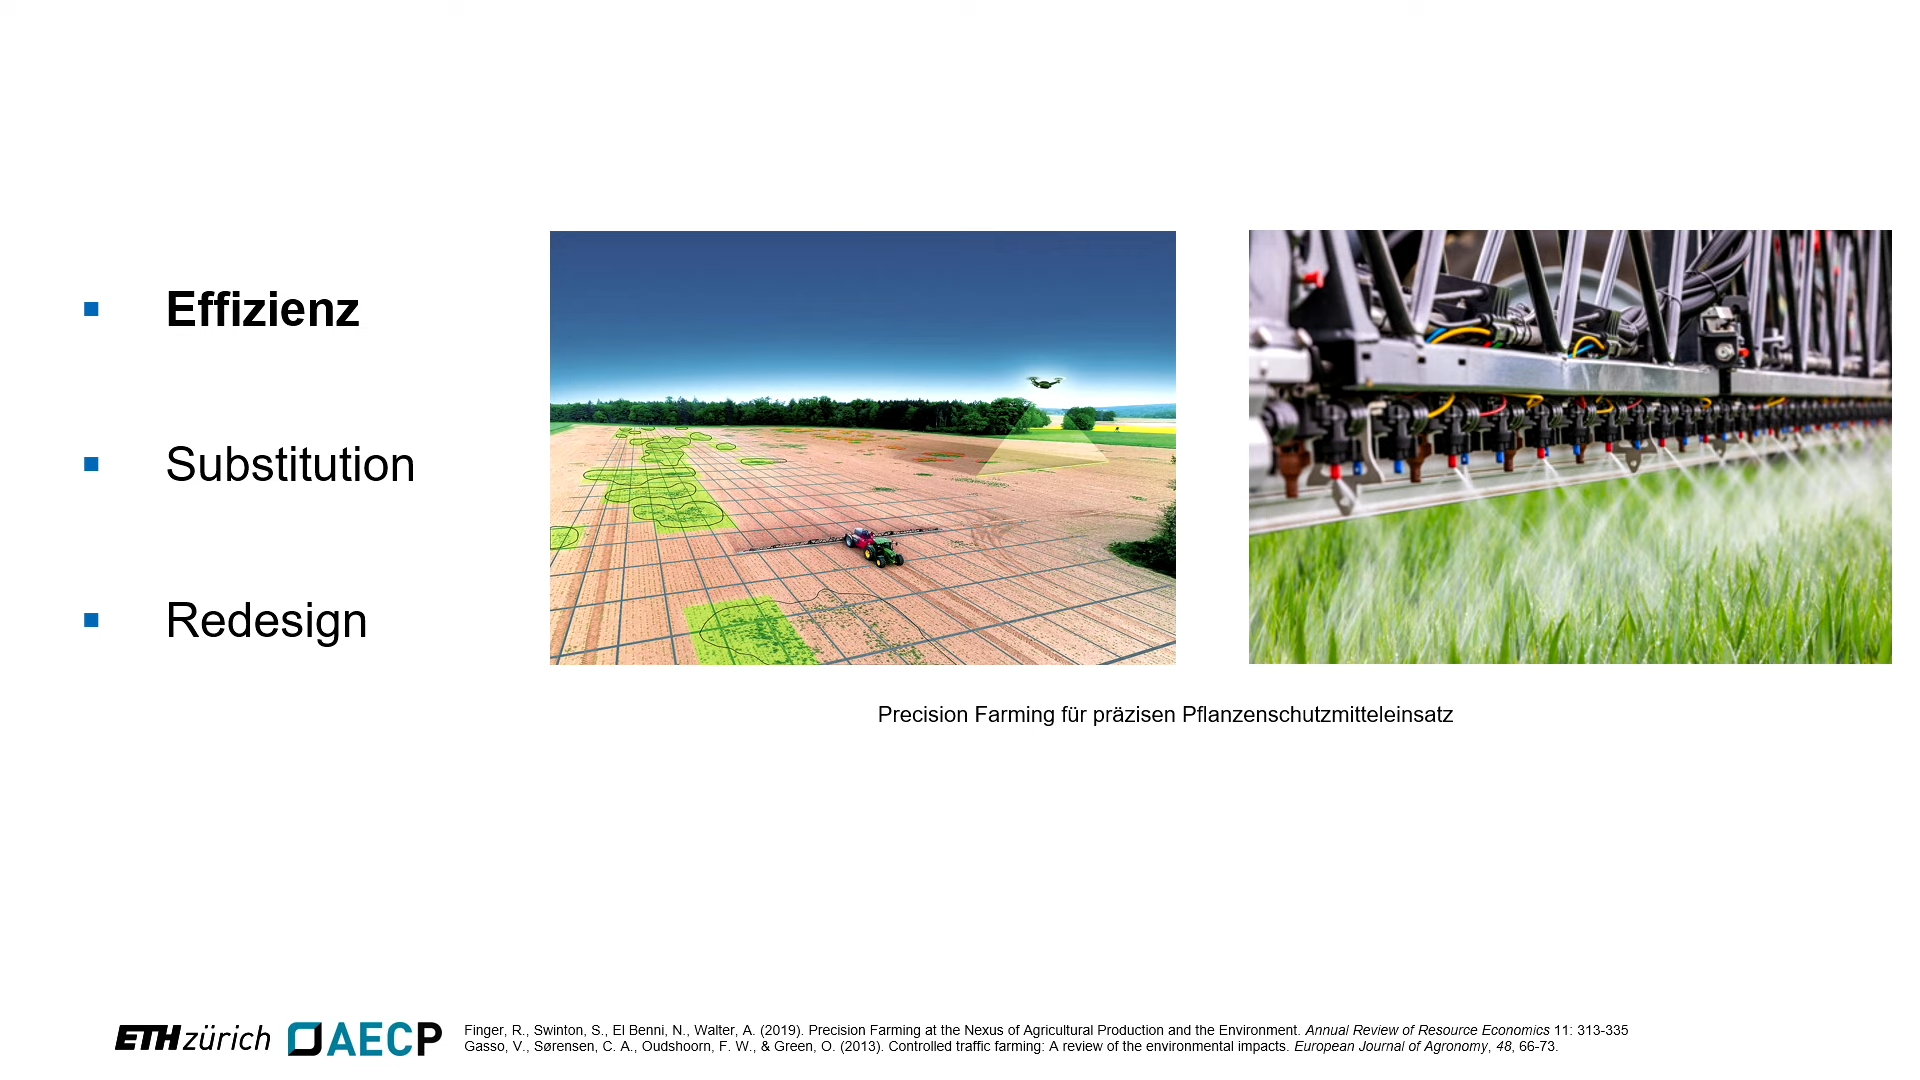 Effizienz
Substitution
Redesign
Precision Farming für präzisen Pflanzenschutzmitteleinsatz
ETH zürich AECP
Finger, R., Swinton, S., El Benni, N., Walter, A. (2019). Precision Farming at the Nexus of Agricultural Production and the Environment. Annual Review of Resource Economics 11: 313-335
Gasso, V., Sørensen, C. A., Oudshoorn, F. W., & Green, O. (2013). Controlled traffic farming: A review of the environmental impacts. European Journal of Agronomy, 48, 66-73.